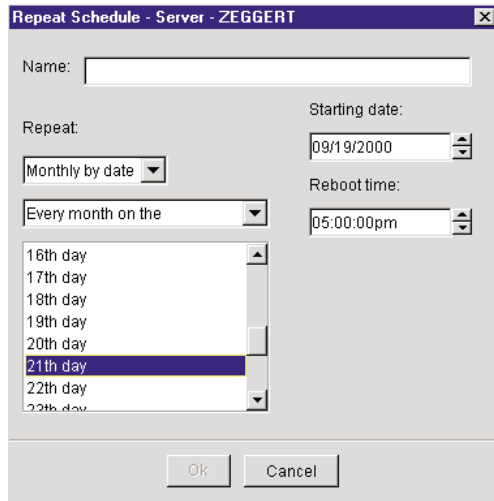 Repeat Schedule - Server - ZEGGERT
Name:
Repeat:
Monthly by date
Every month on the
16th day
17th day
18th day
19th day
20th day
21th day
22th day
23th day
Starting date:
09/19/2000
Reboot time:
05:00:00pm
Ok
Cancel